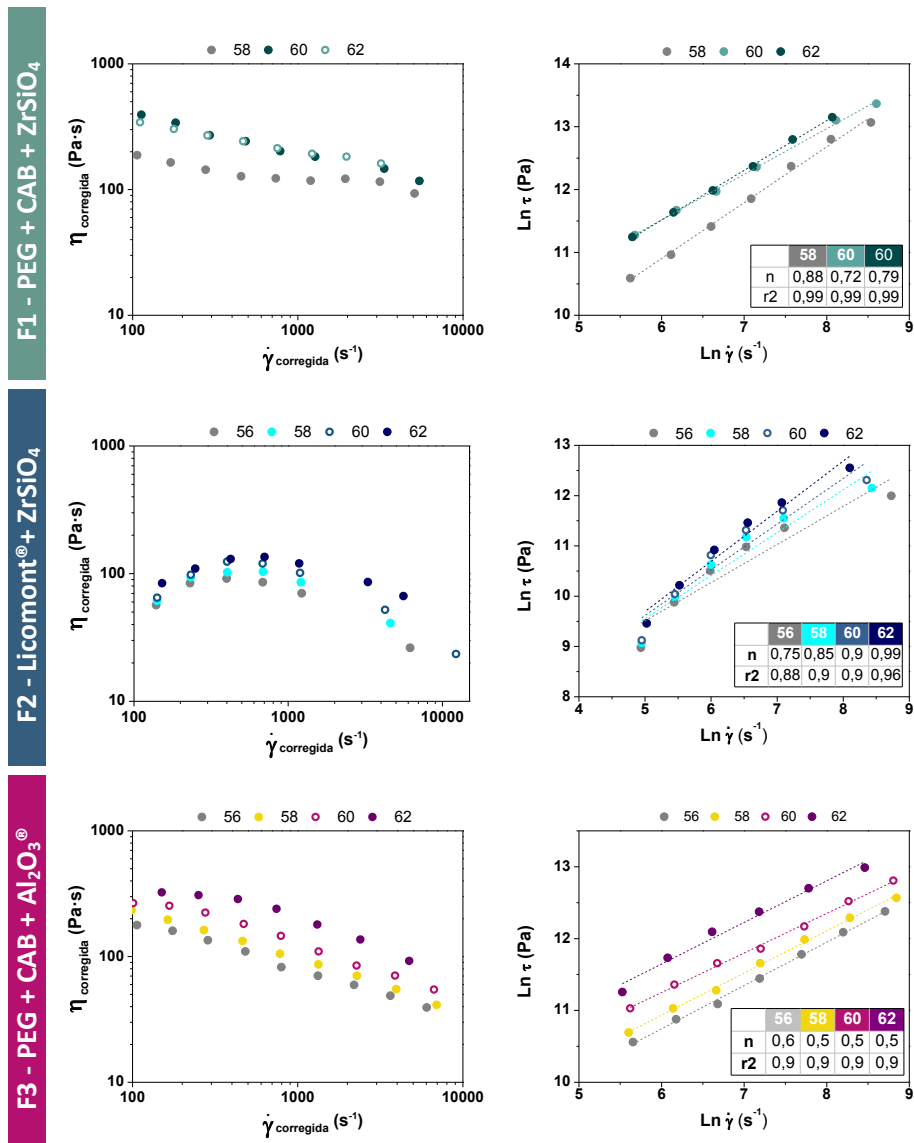 F1 - PEG + CAB + ZrSiO4
58 60 62
1000
100
10
100 1000 10000
η corregida (Pa·s)
γ̇ corregida (s-1)
58 60 62
14
13
12
11
10
5 6 7 8 9
Ln τ (Pa)
Ln γ̇ (s-1)
58 60 60
n 0,88 0,72 0,79
r2 0,99 0,99 0,99
F2 - Licomont®+ ZrSiO4
56 58 60 62
1000
100
10
100 1000 10000
η corregida (Pa·s)
γ̇ corregida (s-1)
56 58 60 62
13
12
11
10
9
8
4 5 6 7 8 9
Ln τ (Pa)
Ln γ̇ (s-1)
56 58 60 62
n 0,75 0,85 0,9 0,99
r2 0,88 0,9 0,9 0,96
F3 - PEG + CAB + Al2O3®
56 58 60 62
1000
100
10
100 1000 10000
η corregida (Pa·s)
γ̇ corregida (s-1)
56 58 60 62
13
12
11
10
5 6 7 8 9
Ln τ (Pa)
Ln γ̇ (s-1)
56 58 60 62
n 0,6 0,5 0,5 0,5
r2 0,9 0,9 0,9 0,9